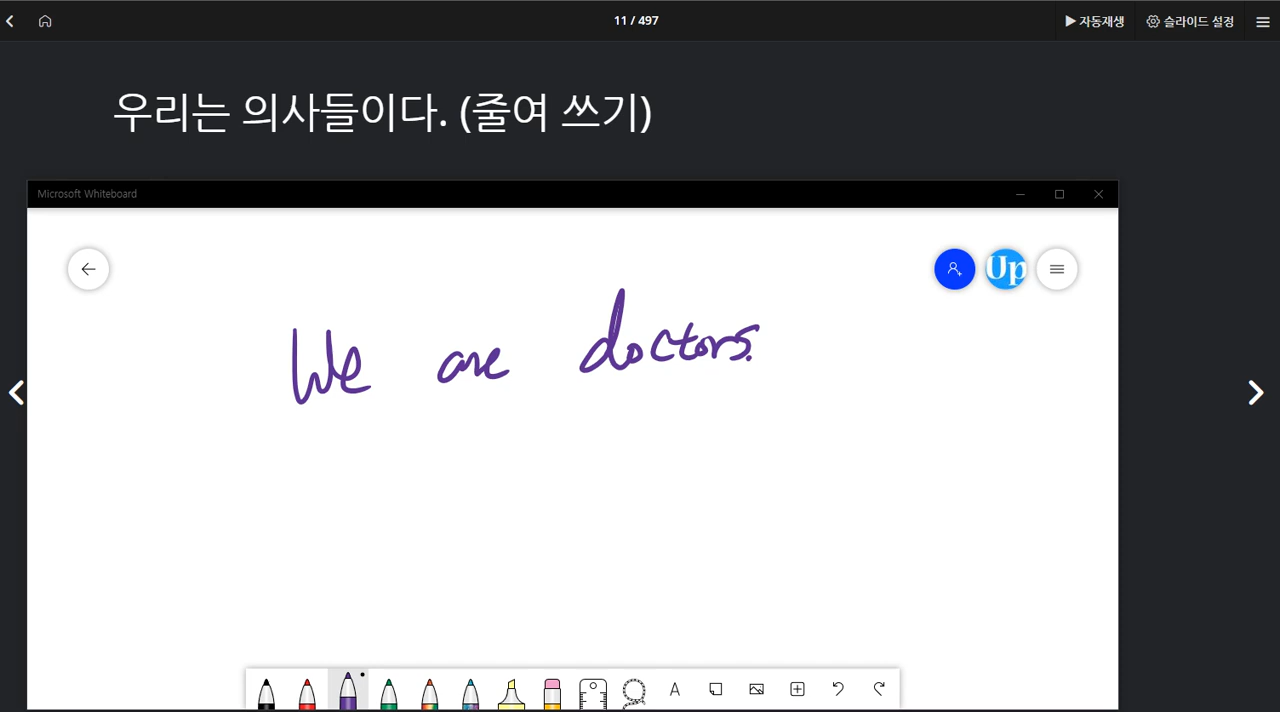 11 / 497
자동재생
슬라이드 설정
우리는 의사들이다. (줄여 쓰기)
Microsoft Whiteboard
Up
We are doctors.
A